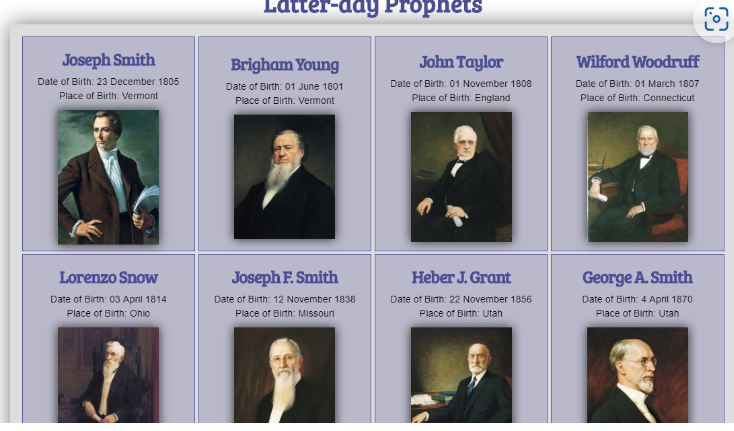 Latter-day Prophets
Joseph Smith
Date of Birth: 23 December 1805
Place of Birth: Vermont
Brigham Young
Date of Birth: 01 June 1801
Place of Birth: Vermont
John Taylor
Date of Birth: 01 November 1808
Place of Birth: England
Wilford Woodruff
Date of Birth: 01 March 1807
Place of Birth: Connecticut
Lorenzo Snow
Date of Birth: 03 April 1814
Place of Birth: Ohio
Joseph F. Smith
Date of Birth: 12 November 1838
Place of Birth: Missouri
Heber J. Grant
Date of Birth: 22 November 1856
Place of Birth: Utah
George A. Smith
Date of Birth: 4 April 1870
Place of Birth: Utah